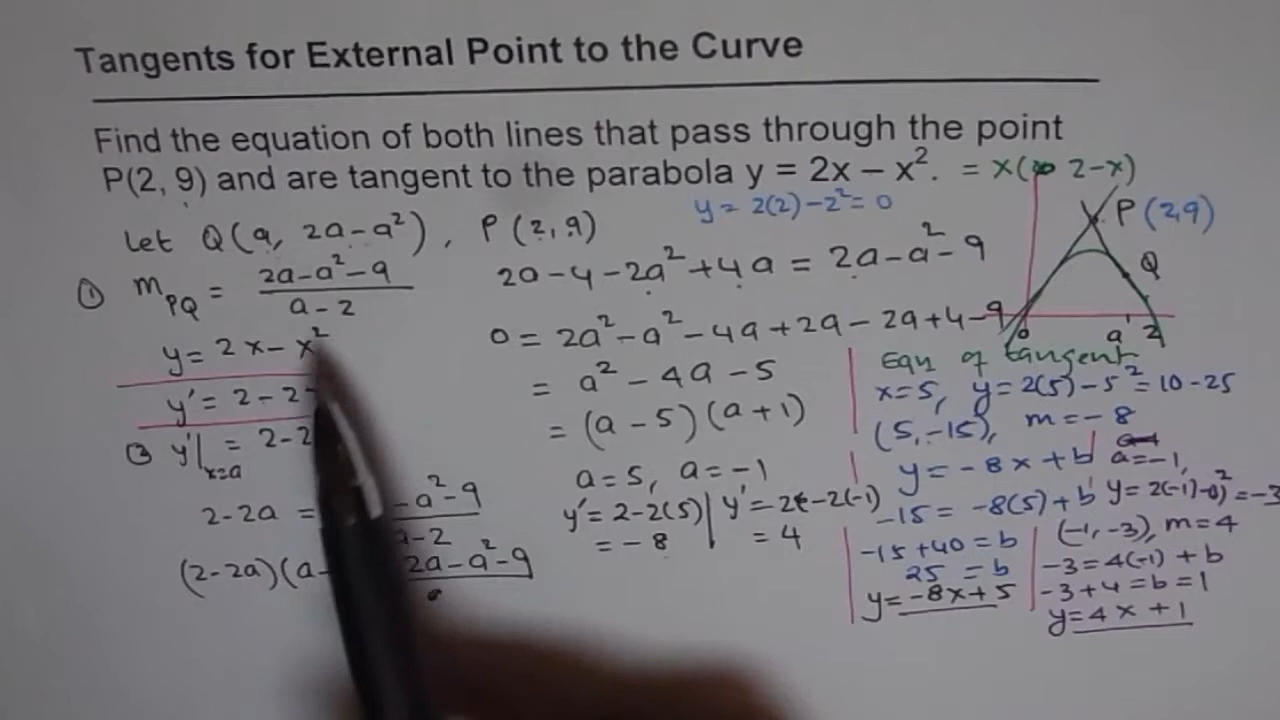 Tangents for External Point to the Curve
Find the equation of both lines that pass through the point
P(2, 9) and are tangent to the parabola y = 2x − x². = x( 2-x)
y = 2(2)-2² = 0
Let Q(a, 2a-a²), P(2,9)
P(2,9)
Q
0
a
2
① m_PQ = (2a-a²-9)/(a-2)
y = 2x-x²
y' = 2-2
② y'|_{x=a} = 2-2
2-2a = -a²-9
a-2
(2-2a)(a- 2a-a²-9
2a-4-2a²+4a = 2a-a²-9
0 = 2a²-a²-4a+2a-2a+4-9
= a²-4a-5
= (a-5)(a+1)
a=5, a=-1
y' = 2-2(5) | y' = 2-2(-1)
= -8 = 4
Eqn of tangent
x=5, y=2(5)-5² = 10-25
(5,-15), m=-8
y = -8x+b
-15 = -8(5)+b
-15+40 = b
25 = b
y = -8x+5
a=-1,
y=2(-1)-()² = -3
(-1,-3), m=4
-3=4(-1)+b
-3+4=b=1
y=4x+1